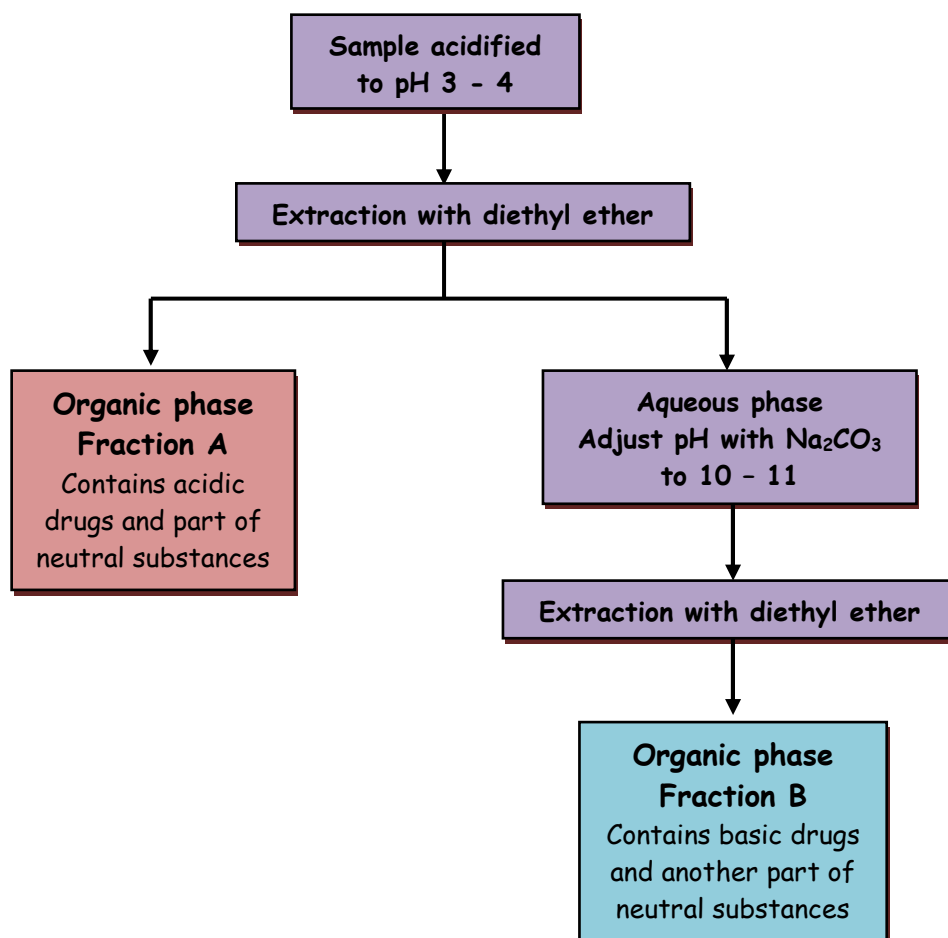 Sample acidified
to pH 3 - 4
Extraction with diethyl ether
Organic phase
Fraction A
Contains acidic
drugs and part of
neutral substances
Aqueous phase
Adjust pH with Na₂CO₃
to 10 – 11
Extraction with diethyl ether
Organic phase
Fraction B
Contains basic drugs
and another part of
neutral substances